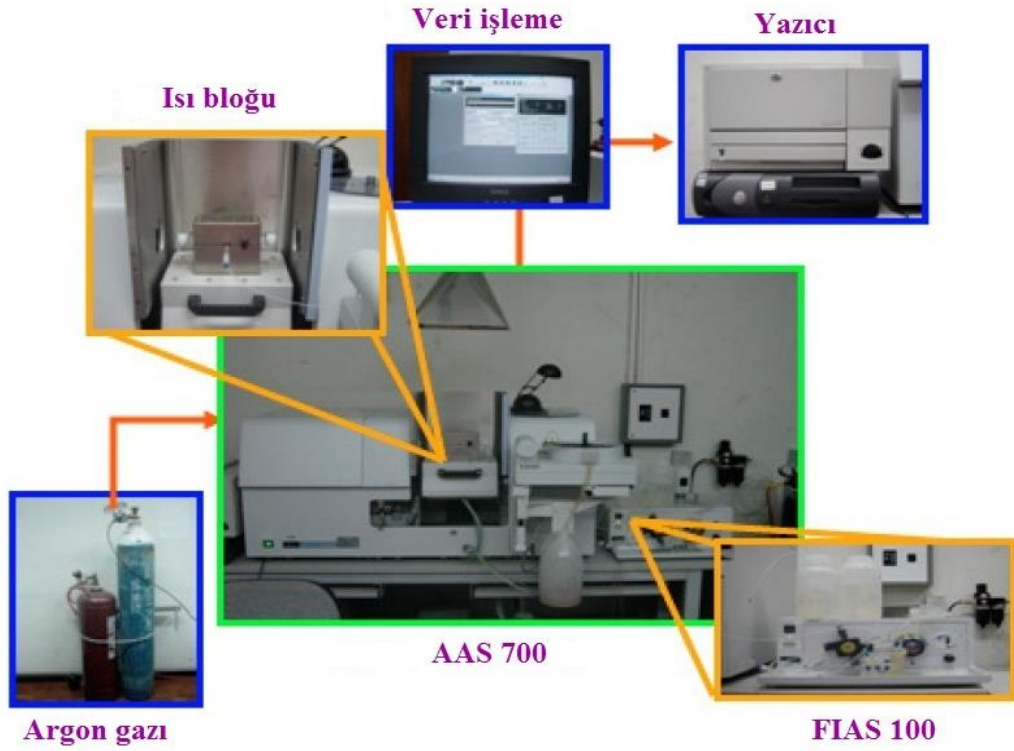 Veri işleme
Yazıcı
Isı bloğu
AAS 700
Argon gazı
FIAS 100